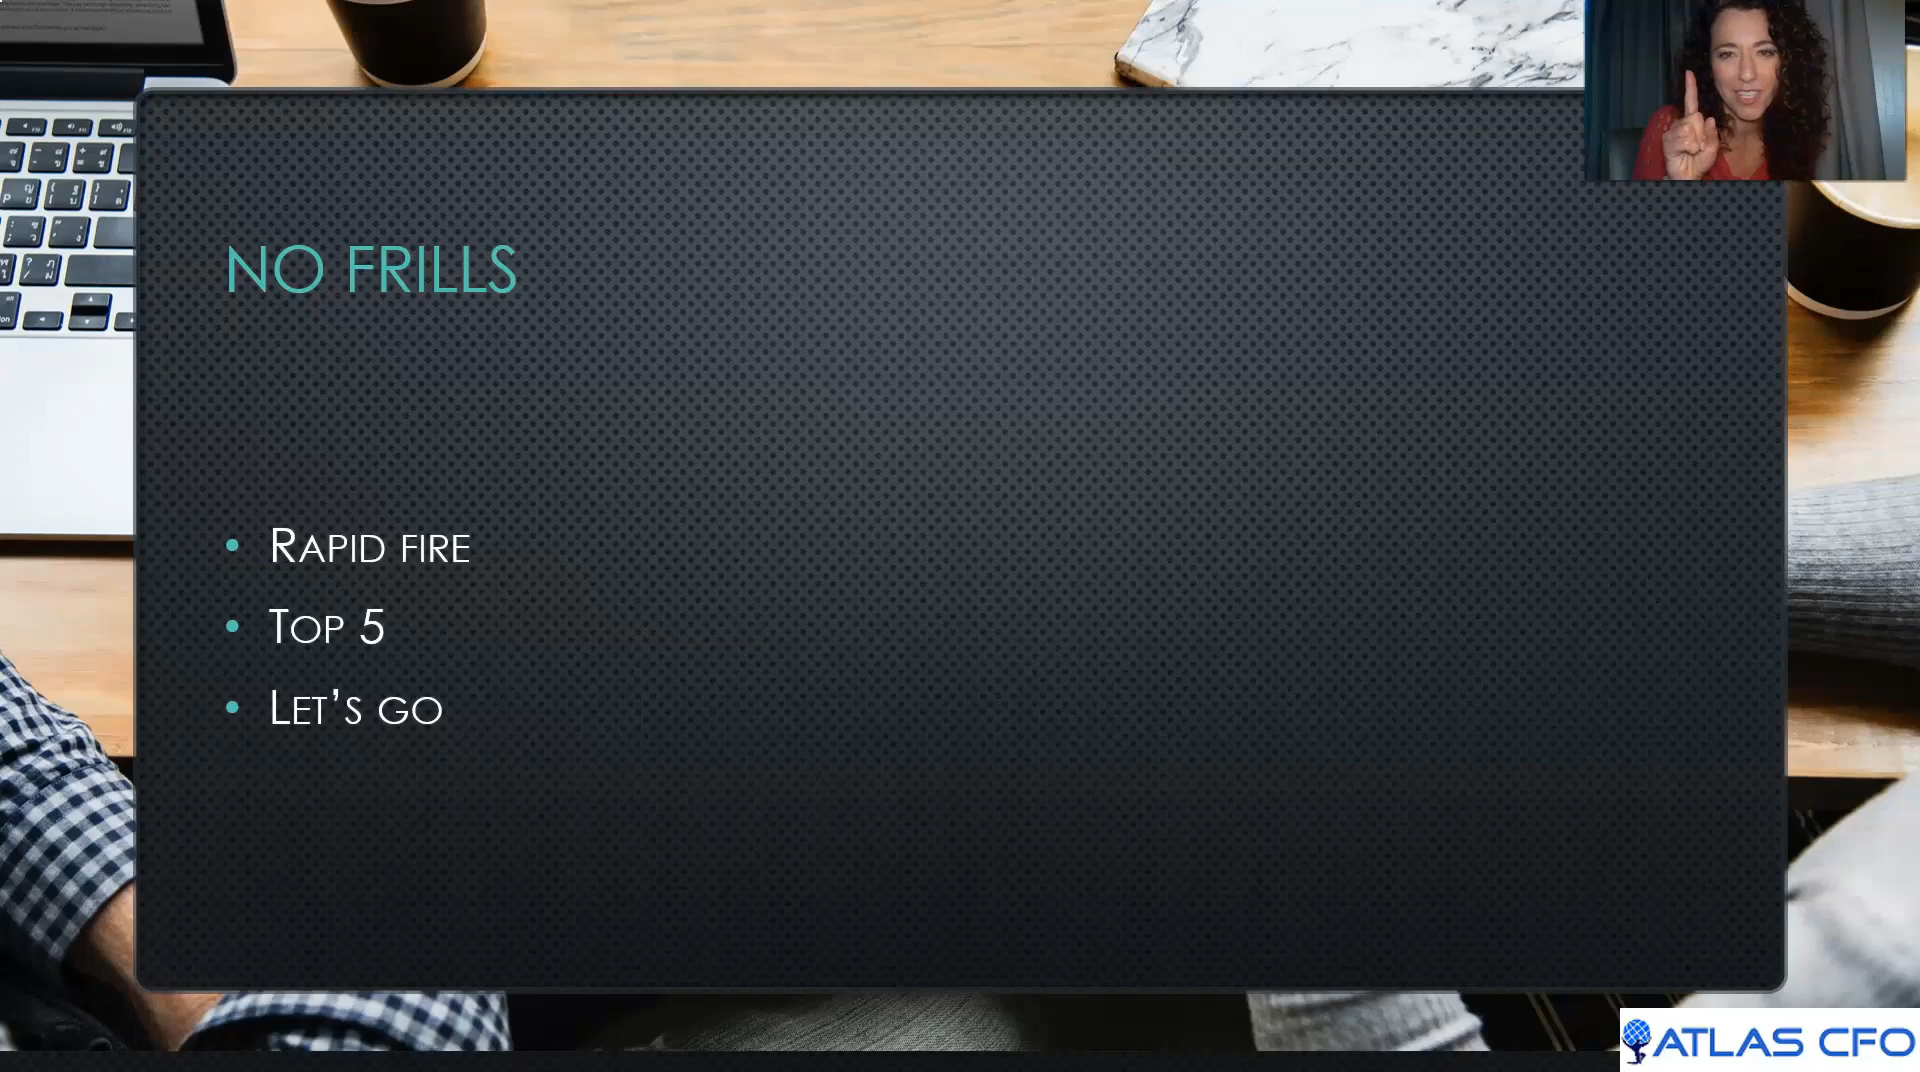 NO FRILLS
• RAPID FIRE
• TOP 5
• LET'S GO
ATLAS CFO